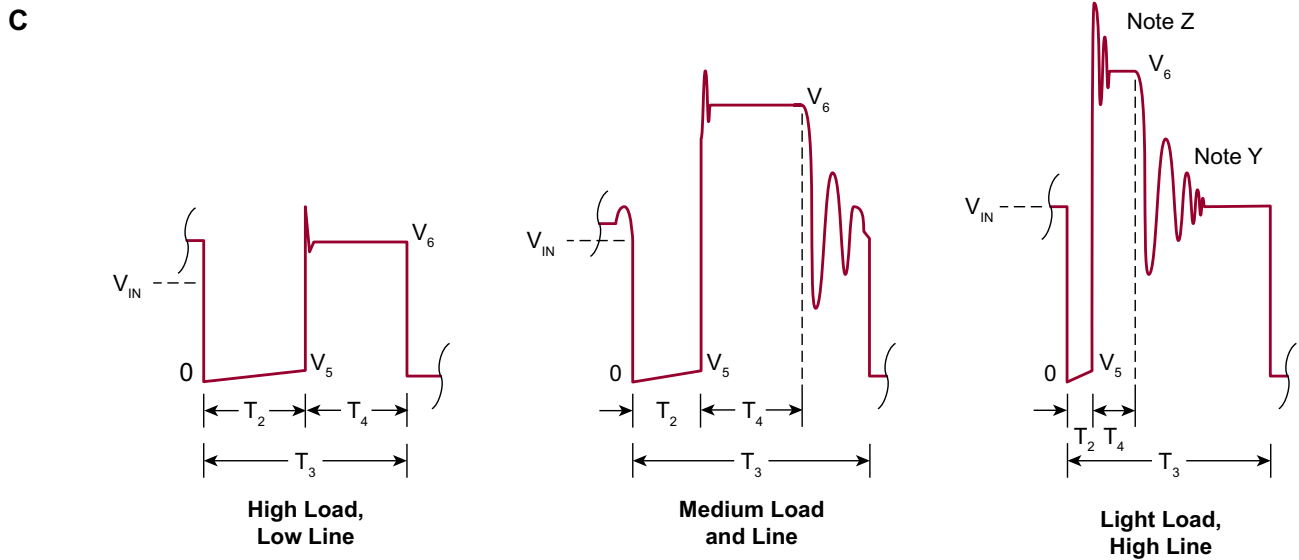 C
V6
VIN
0
V5
T2
T4
T3
High Load,
Low Line
V6
VIN
0
V5
T2
T4
T3
Medium Load
and Line
Note Z
V6
Note Y
VIN
0
V5
T2
T4
T3
Light Load,
High Line